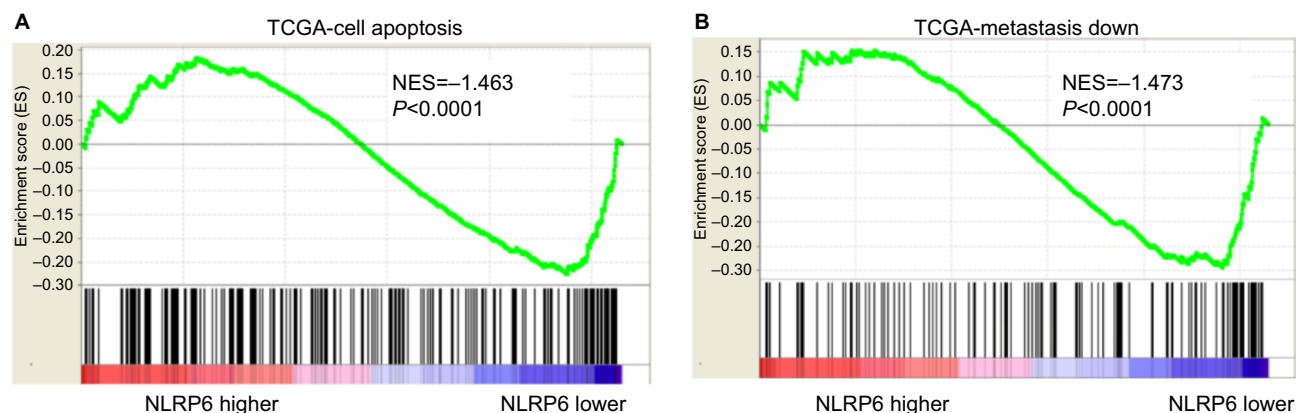 A
TCGA-cell apoptosis
Enrichment score (ES)
0.20
0.15
0.10
0.05
0.00
–0.05
–0.10
–0.15
–0.20
–0.20
–0.30
NES=–1.463
P<0.0001
NLRP6 higher
NLRP6 lower
B
TCGA-metastasis down
Enrichment score (ES)
0.15
0.10
0.05
0.00
–0.05
–0.10
–0.15
–0.20
–0.20
–0.30
NES=–1.473
P<0.0001
NLRP6 higher
NLRP6 lower